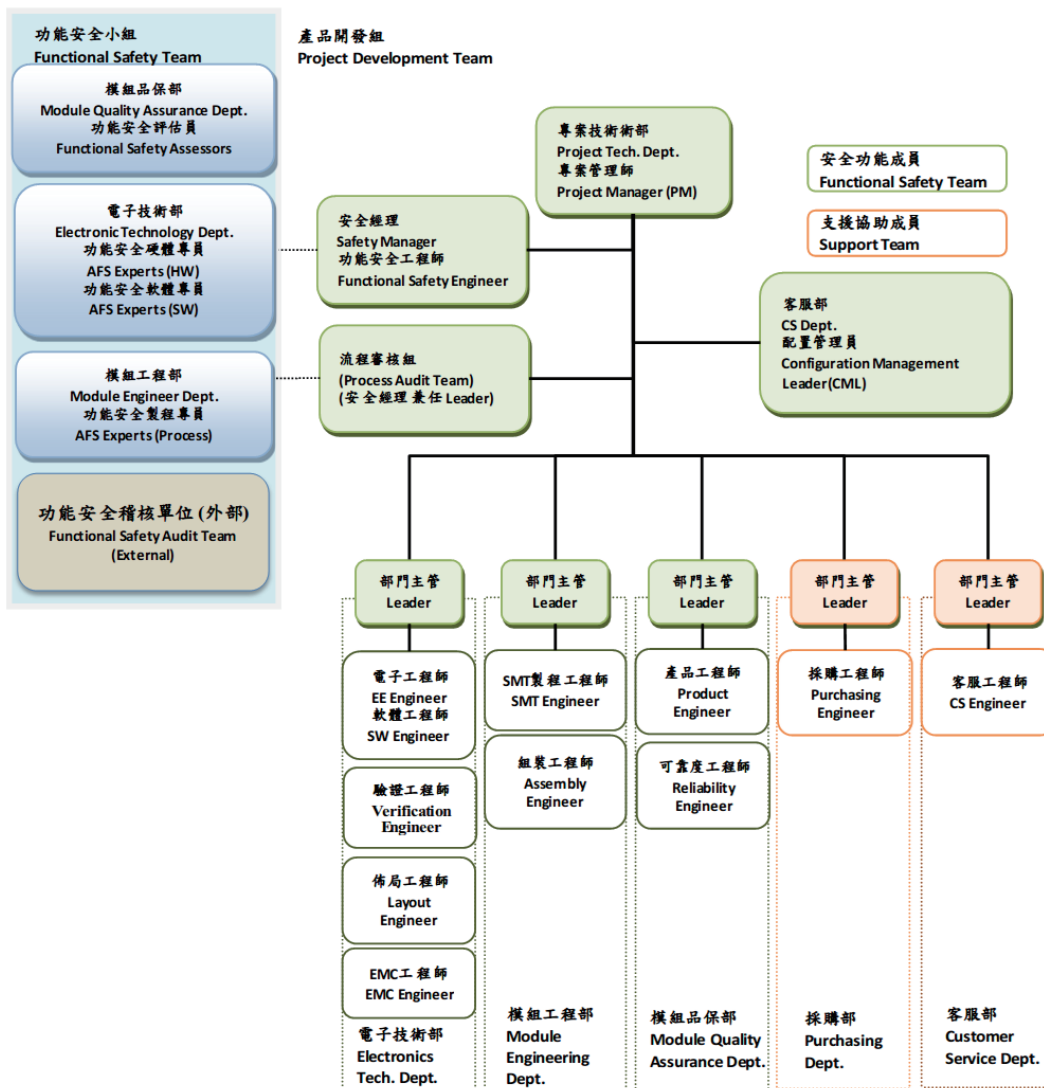 功能安全小組
Functional Safety Team
模組品保部
Module Quality Assurance Dept.
功能安全評估員
Functional Safety Assessors
電子技術部
Electronic Technology Dept.
功能安全硬體專員
AFS Experts (HW)
功能安全軟體專員
AFS Experts (SW)
模組工程部
Module Engineer Dept.
功能安全製程專員
AFS Experts (Process)
功能安全稽核單位 (外部)
Functional Safety Audit Team
(External)
產品開發組
Project Development Team
專案技術術部
Project Tech. Dept.
專案管理師
Project Manager (PM)
安全功能成員
Functional Safety Team
支援協助成員
Support Team
安全經理
Safety Manager
功能安全工程師
Functional Safety Engineer
流程審核組
(Process Audit Team)
(安全經理兼任 Leader)
客服部
CS Dept.
配置管理員
Configuration Management
Leader(CML)
部門主管
Leader
電子工程師
EE Engineer
軟體工程師
SW Engineer
驗證工程師
Verification
Engineer
佈局工程師
Layout
Engineer
EMC工程師
EMC Engineer
電子技術部
Electronics
Tech. Dept.
部門主管
Leader
SMT製程工程師
SMT Engineer
組裝工程師
Assembly
Engineer
模組工程部
Module
Engineering
Dept.
部門主管
Leader
產品工程師
Product
Engineer
可靠度工程師
Reliability
Engineer
模組品保部
Module Quality
Assurance Dept.
部門主管
Leader
採購工程師
Purchasing
Engineer
採購部
Purchasing
Dept.
部門主管
Leader
客服工程師
CS Engineer
客服部
Customer
Service Dept.